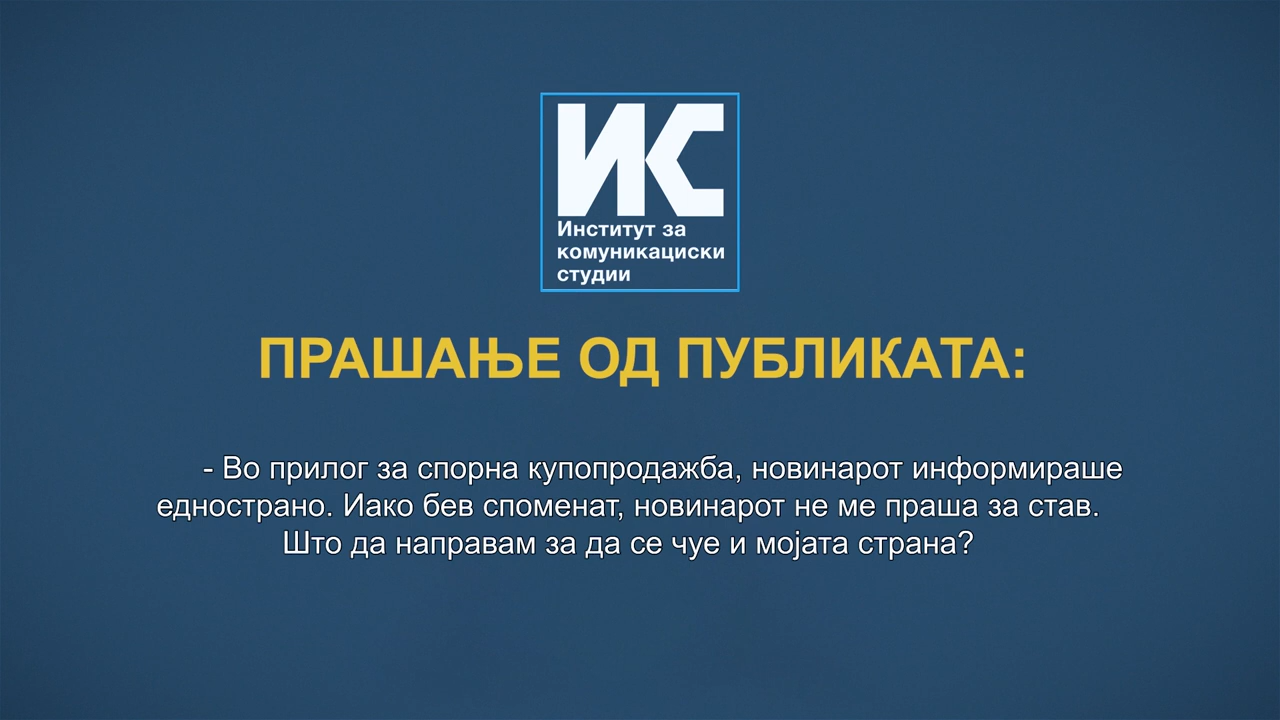 ИС
Институт за
комуникациски
студии
ПРАШАЊЕ ОД ПУБЛИКАТА:
- Во прилог за спорна купопродажба, новинарот информираше
еднострано. Иако бев споменат, новинарот не ме праша за став.
Што да направам за да се чуе и мојата страна?